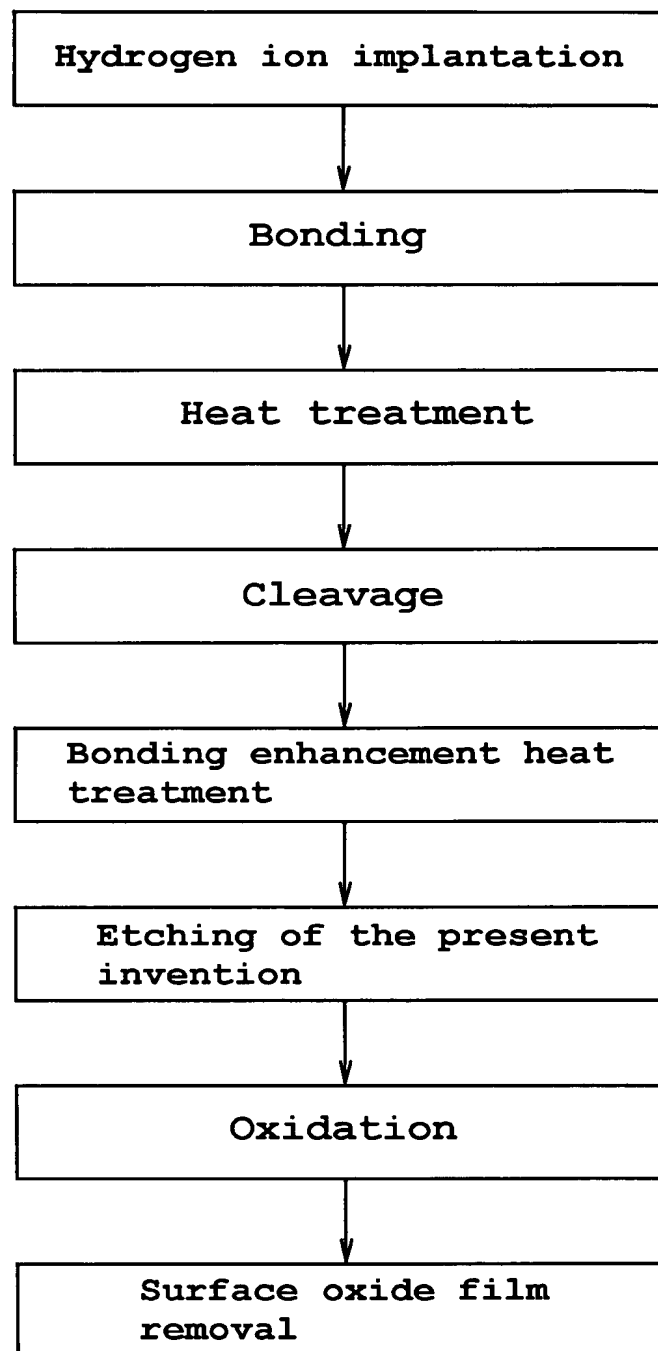 Hydrogen ion implantation
Bonding
Heat treatment
Cleavage
Bonding enhancement heat
treatment
Etching of the present
invention
Oxidation
Surface oxide film
removal